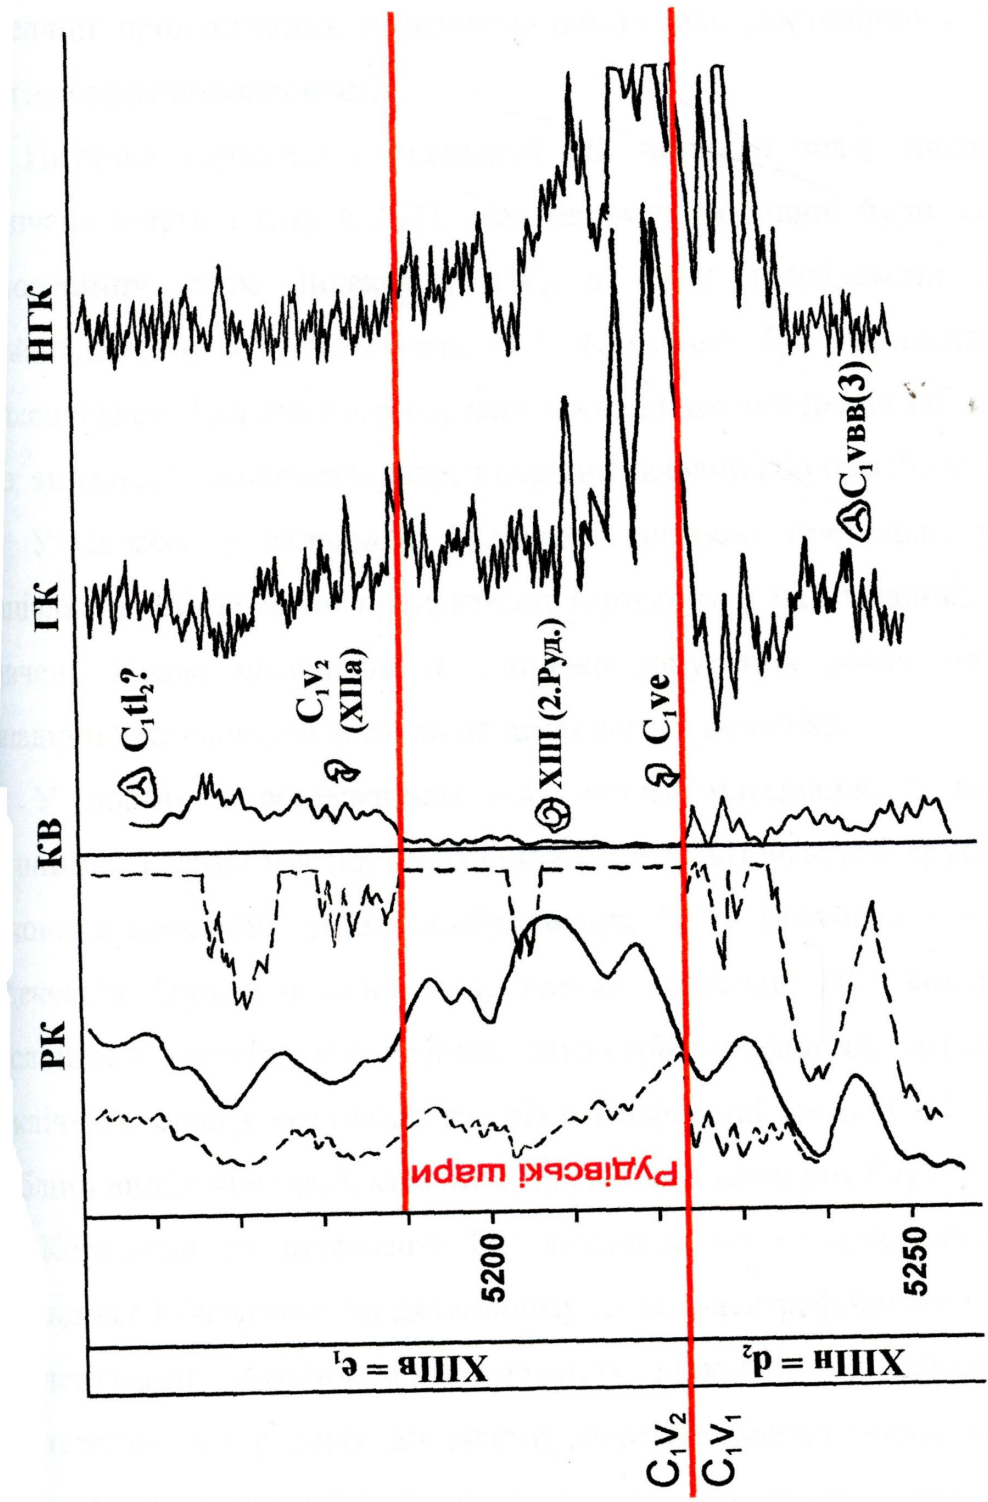 НГК
ГК
КВ
РК
C₁tl₂?
C₁v₂
(XIIa)
XIII (2.Руд.)
C₁ve
C₁vвв(3)
Рудівські шари
5200
5250
XIIIв = e₁
XIIIн = d₂
C₁V₂
C₁V₁